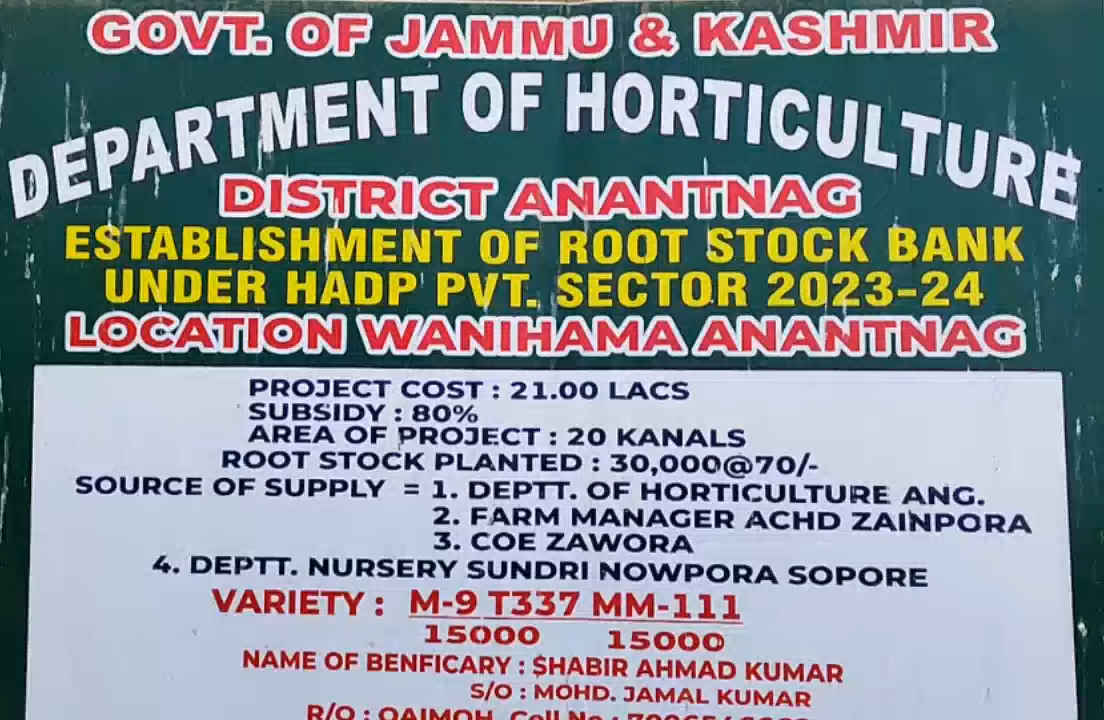 GOVT. OF JAMMU & KASHMIR
DEPARTMENT OF HORTICULTURE
DISTRICT ANANTNAG
ESTABLISHMENT OF ROOT STOCK BANK
UNDER HADP PVT. SECTOR 2023-24
LOCATION WANIHAMA ANANTNAG
PROJECT COST : 21.00 LACS
SUBSIDY : 80%
AREA OF PROJECT : 20 KANALS
ROOT STOCK PLANTED : 30,000@70/-
SOURCE OF SUPPLY = 1. DEPTT. OF HORTICULTURE ANG.
2. FARM MANAGER ACHD ZAINPORA
3. COE ZAWORA
4. DEPTT. NURSERY SUNDRI NOWPORA SOPORE
VARIETY : M-9 T337 MM-111
15000 15000
NAME OF BENFICARY : SHABIR AHMAD KUMAR
S/O : MOHD. JAMAL KUMAR
R/O : QAIMOH, Cell No :